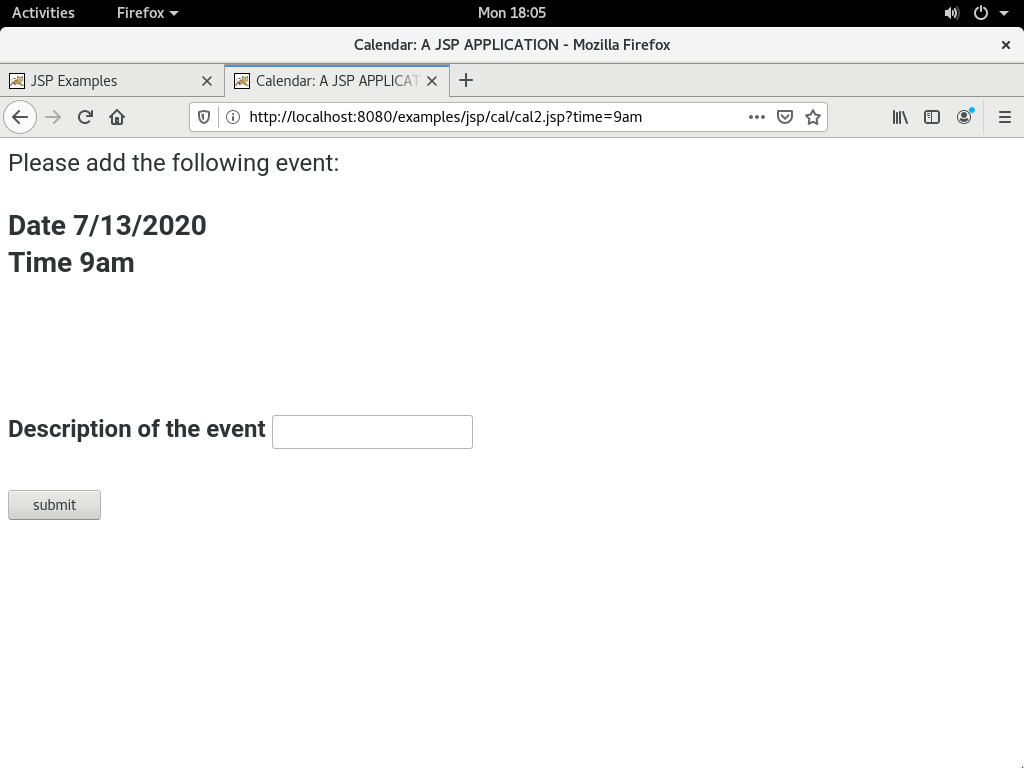 Activities Firefox Mon 18:05
Calendar: A JSP APPLICATION - Mozilla Firefox
JSP Examples Calendar: A JSP APPLICAT
http://localhost:8080/examples/jsp/cal/cal2.jsp?time=9am
Please add the following event:
Date 7/13/2020
Time 9am
Description of the event
submit